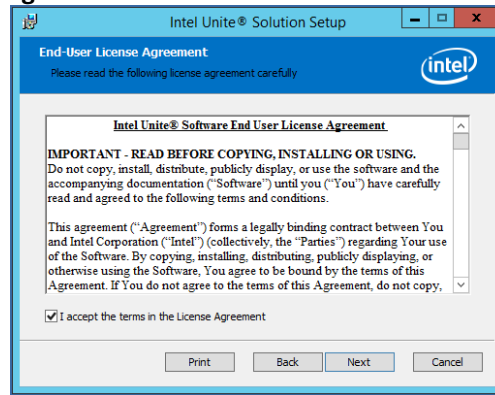 Intel Unite® Solution Setup
End-User License Agreement
Please read the following license agreement carefully
intel
Intel Unite® Software End User License Agreement
IMPORTANT - READ BEFORE COPYING, INSTALLING OR USING.
Do not copy, install, distribute, publicly display, or use the software and the
accompanying documentation (“Software”) until you (“You”) have carefully
read and agreed to the following terms and conditions.
This agreement (“Agreement”) forms a legally binding contract between You
and Intel Corporation (“Intel”) (collectively, the “Parties”) regarding Your use
of the Software. By copying, installing, distributing, publicly displaying, or
otherwise using the Software, You agree to be bound by the terms of this
Agreement. If You do not agree to the terms of this Agreement, do not copy,
I accept the terms in the License Agreement
Print Back Next Cancel